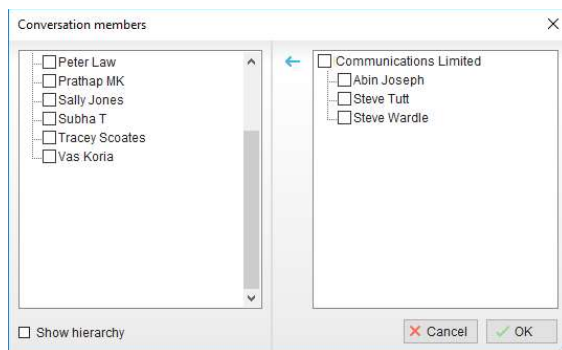 Conversation members
Peter Law
Prathap MK
Sally Jones
Subha T
Tracey Scoates
Vas Koria
Communications Limited
Abin Joseph
Steve Tutt
Steve Wardle
Show hierarchy
Cancel
OK